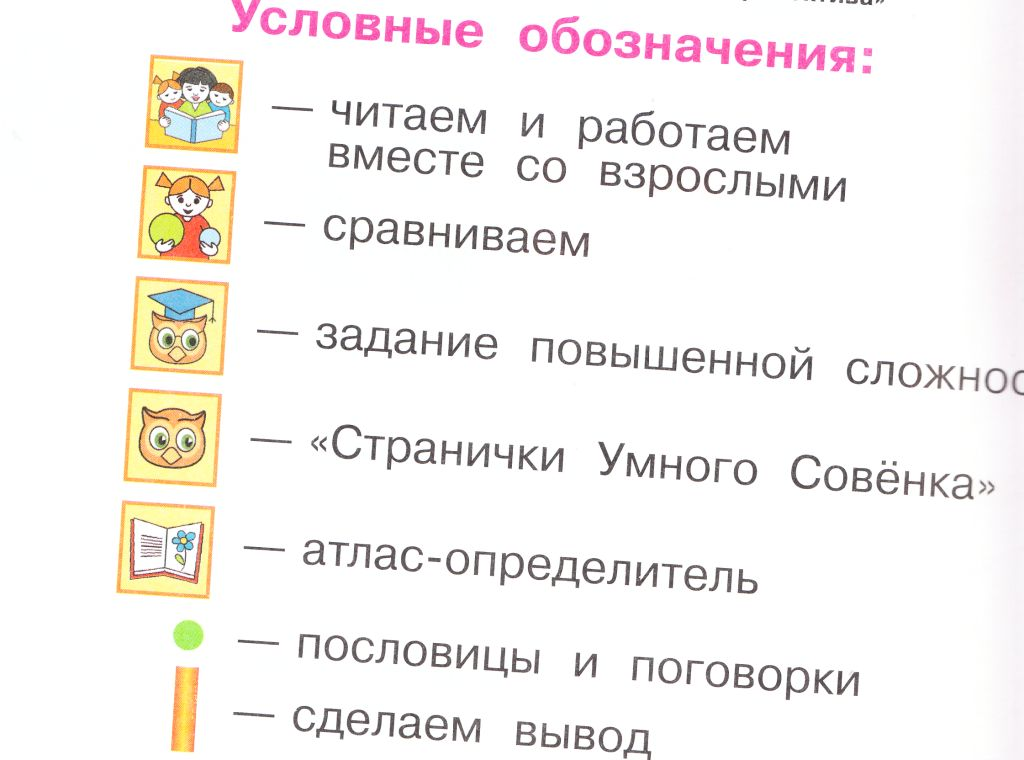 Условные обозначения:
— читаем и работаем
вместе со взрослыми
— сравниваем
— задание повышенной
— «Странички Умного Совёнка»
— атлас-определитель
— пословицы и поговорки
— сделаем вывод